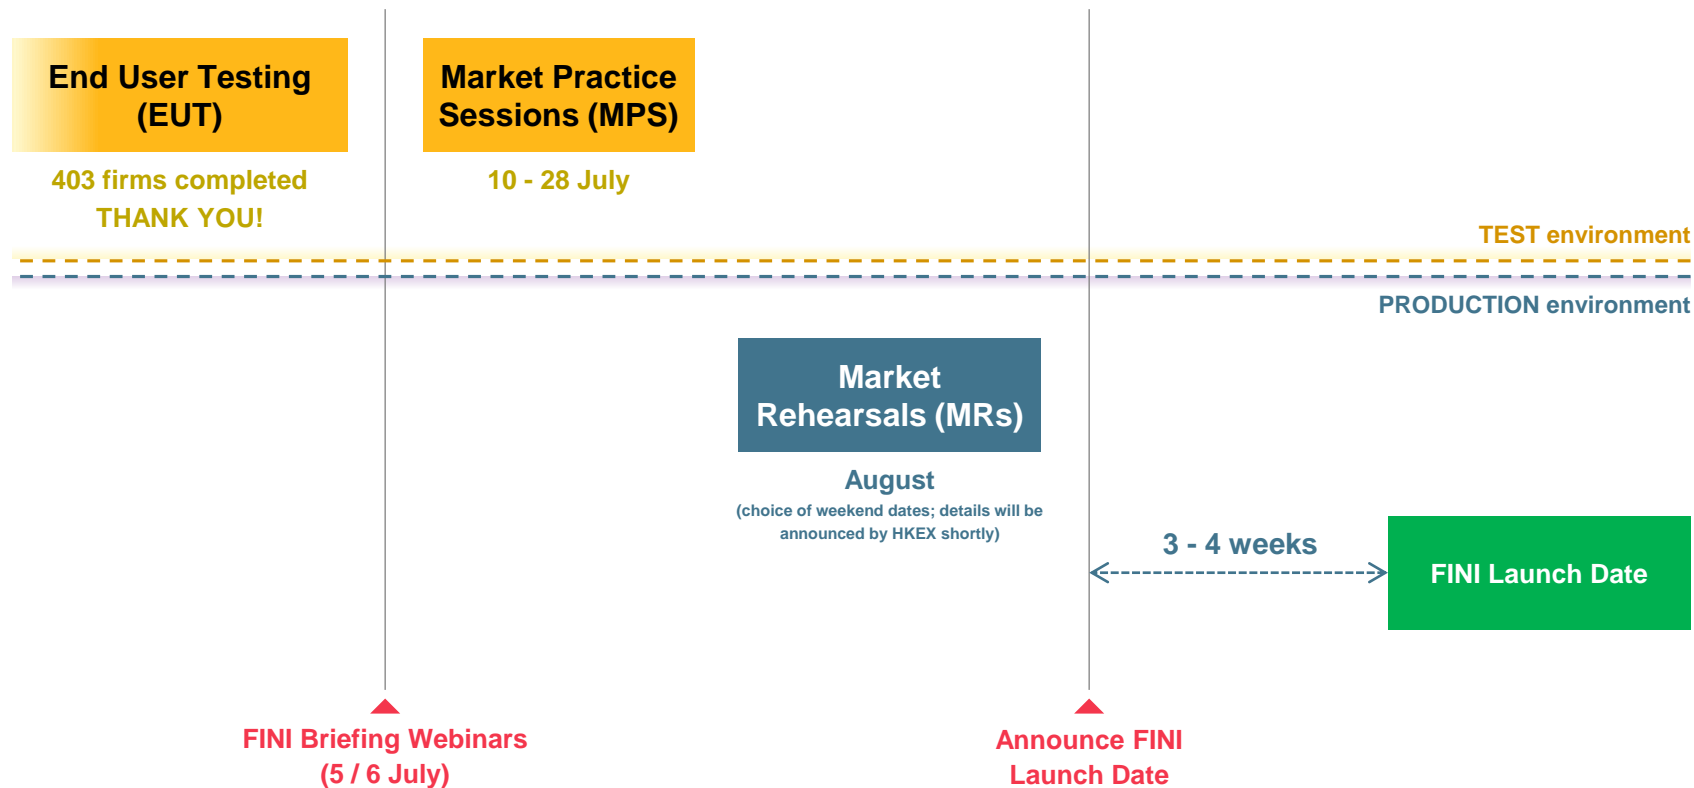 End User Testing
(EUT)
403 firms completed
THANK YOU!
Market Practice
Sessions (MPS)
10 - 28 July
TEST environment
PRODUCTION environment
Market
Rehearsals (MRs)
August
(choice of weekend dates; details will be
announced by HKEX shortly)
3 - 4 weeks
FINI Launch Date
FINI Briefing Webinars
(5 / 6 July)
Announce FINI
Launch Date